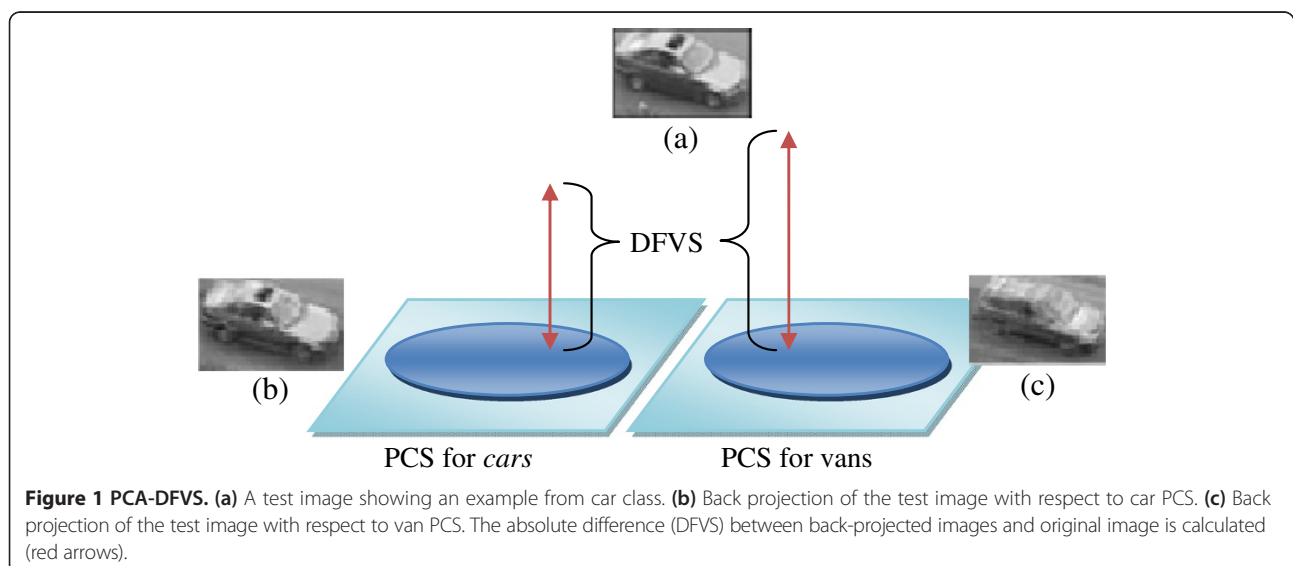 (a)
DFVS
(b)
(c)
PCS for cars
PCS for vans
Figure 1 PCA-DFVS. (a) A test image showing an example from car class. (b) Back projection of the test image with respect to car PCS. (c) Back
projection of the test image with respect to van PCS. The absolute difference (DFVS) between back-projected images and original image is calculated
(red arrows).